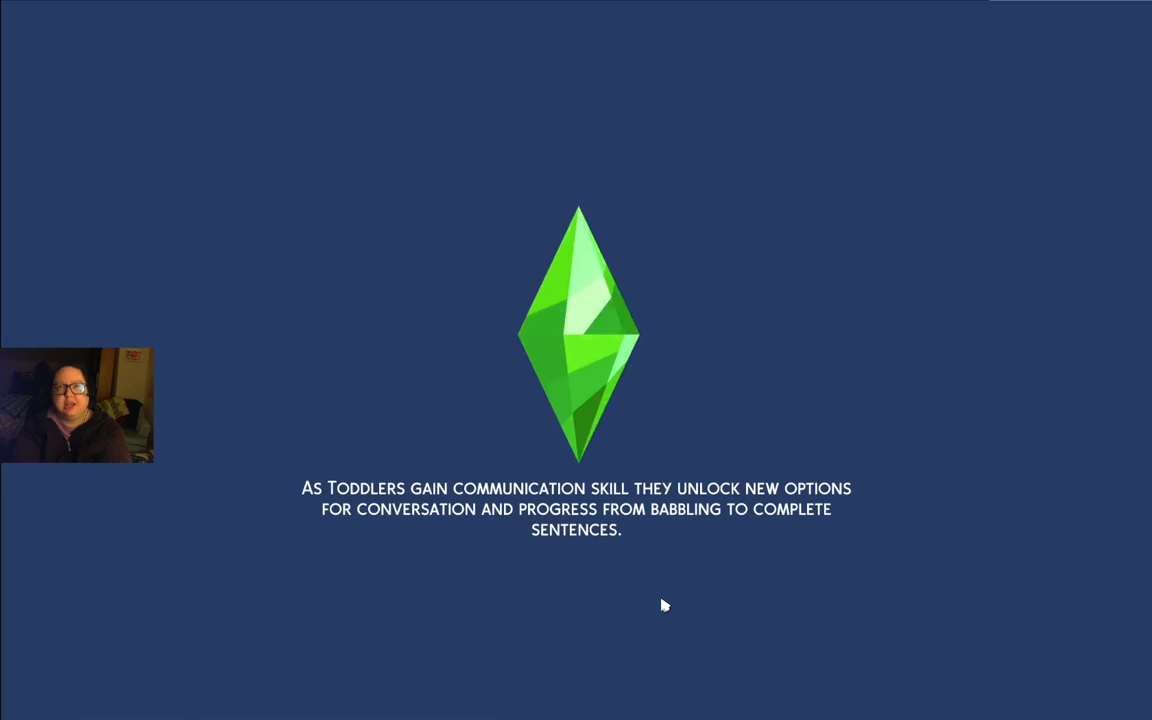 As Toddlers gain communication skill they unlock new options
for conversation and progress from babbling to complete
sentences.